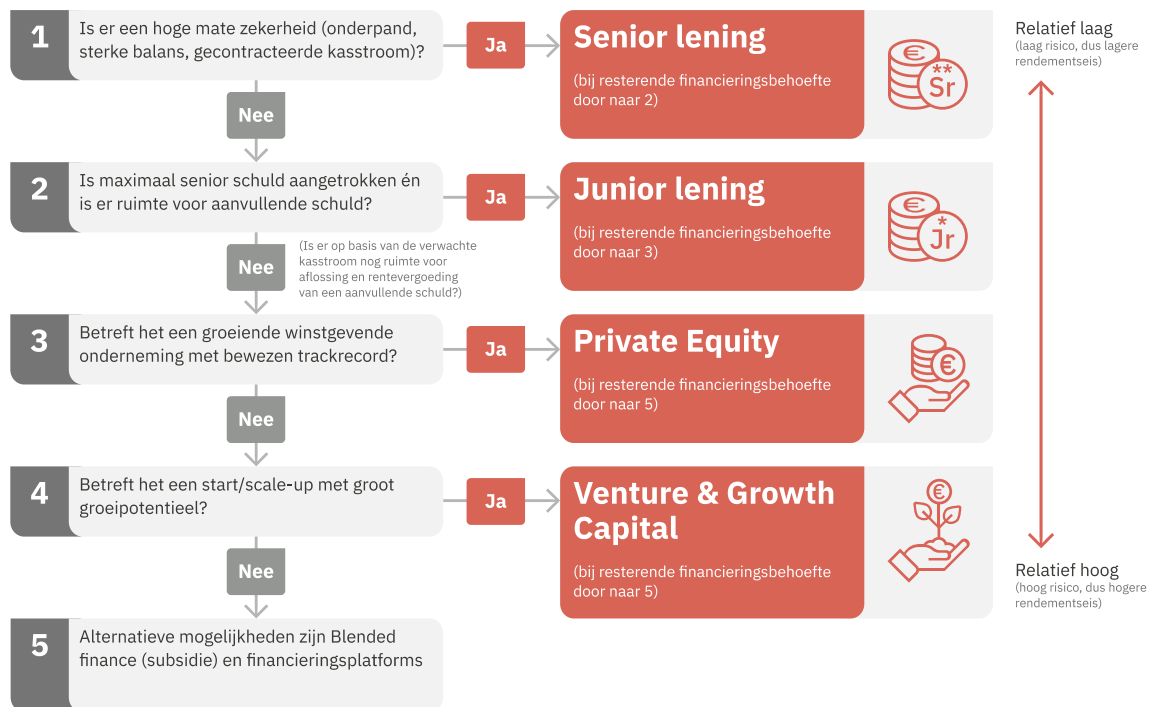 1
Is er een hoge mate zekerheid (onderpand,
sterke balans, gecontracteerde kasstroom)?
Ja
Senior lening
(bij resterende financieringsbehoefte
door naar 2)
€
**
Sr
Relatief laag
(laag risico, dus lagere
rendementseis)
Nee
2
Is maximaal senior schuld aangetrokken én
is er ruimte voor aanvullende schuld?
Ja
Junior lening
(bij resterende financieringsbehoefte
door naar 3)
€
*
Jr
Nee
(Is er op basis van de verwachte
kasstroom nog ruimte voor
aflossing en rentevergoeding
van een aanvullende schuld?)
3
Betreft het een groeiende winstgevende
onderneming met bewezen trackrecord?
Ja
Private Equity
(bij resterende financieringsbehoefte
door naar 5)
€
Nee
4
Betreft het een start/scale-up met groot
groeipotentieel?
Ja
Venture & Growth
Capital
(bij resterende financieringsbehoefte
door naar 5)
€
Relatief hoog
(hoog risico, dus hogere
rendementseis)
Nee
5
Alternatieve mogelijkheden zijn Blended
finance (subsidie) en financieringsplatforms